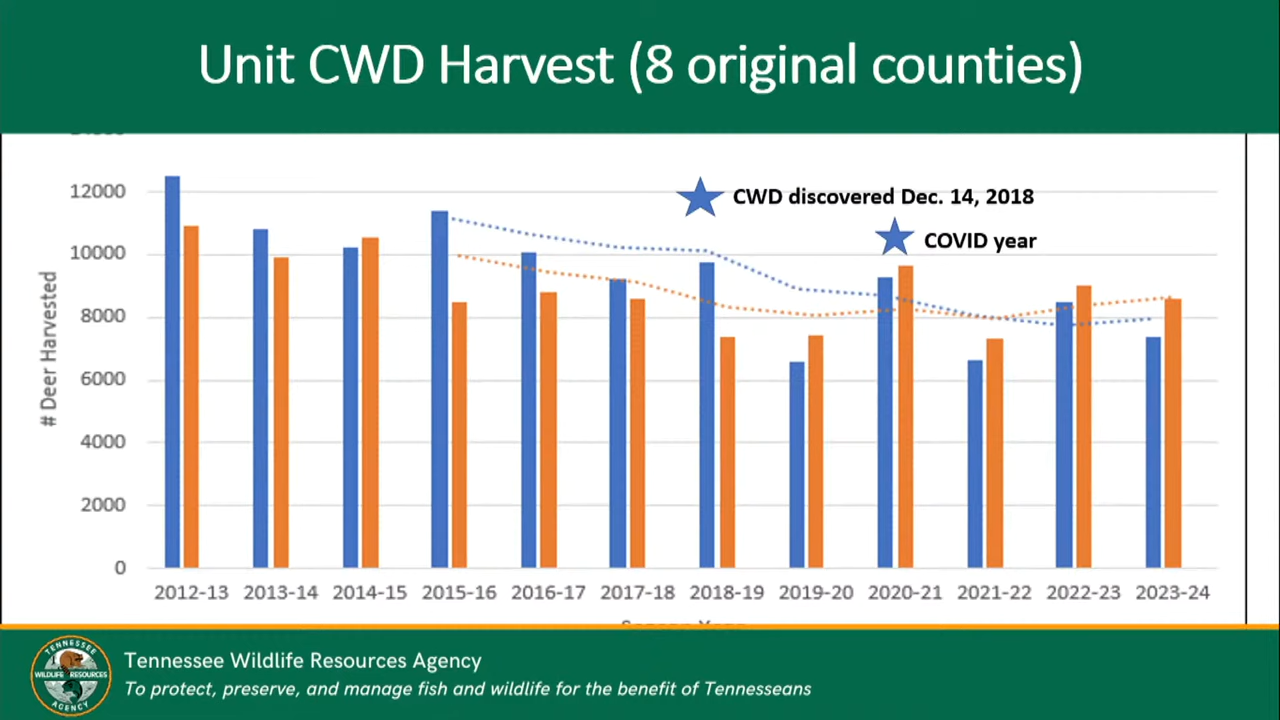 Unit CWD Harvest (8 original counties)
12000
10000
8000
6000
4000
2000
0
# Deer Harvested
CWD discovered Dec. 14, 2018
COVID year
2012-13 2013-14 2014-15 2015-16 2016-17 2017-18 2018-19 2019-20 2020-21 2021-22 2022-23 2023-24
TENNESSEE
WILDLIFE RESOURCES
AGENCY
Tennessee Wildlife Resources Agency
To protect, preserve, and manage fish and wildlife for the benefit of Tennesseans